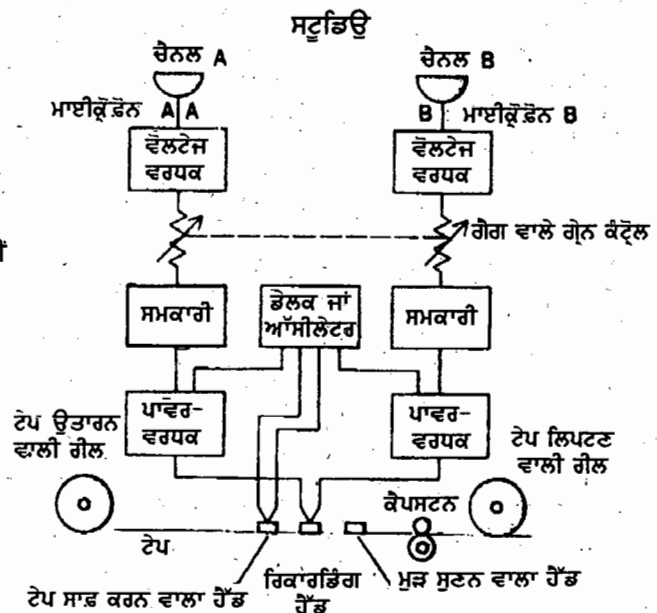 ਸਟੂਡਿਉ
ਚੈਨਲ A
ਚੈਨਲ B
ਮਾਈਕ੍ਰੋਫ਼ੋਨ A A
B ਮਾਈਕ੍ਰੋਫ਼ੋਨ B
ਵੋਲਟੇਜ
ਵਰਧਕ
ਵੋਲਟੇਜ
ਵਰਧਕ
ਗੈਗ ਵਾਲੇ ਗ੍ਰੇਨ ਕੰਟ੍ਰੋਲ
ਸਮਕਾਰੀ
ਡੋਲਕ ਜਾਂ
ਆੱਸੀਲੇਟਰ
ਸਮਕਾਰੀ
ਟੇਪ ਉਤਾਰਨ
ਵਾਲੀ ਰੀਲ
ਪਾਵਰ-
ਵਰਧਕ
ਪਾਵਰ-
ਵਰਧਕ
ਟੇਪ ਲਿਪਟਣ
ਵਾਲੀ ਰੀਲ
ਕੈਪਸਟਨ
ਟੇਪ
ਟੇਪ ਸਾਫ਼ ਕਰਨ ਵਾਲਾ ਹੈੱਡ
ਰਿਕਾਰਡਿੰਗ
ਹੈੱਡ
ਮੁੜ ਸੁਣਨ ਵਾਲਾ ਹੈੱਡ